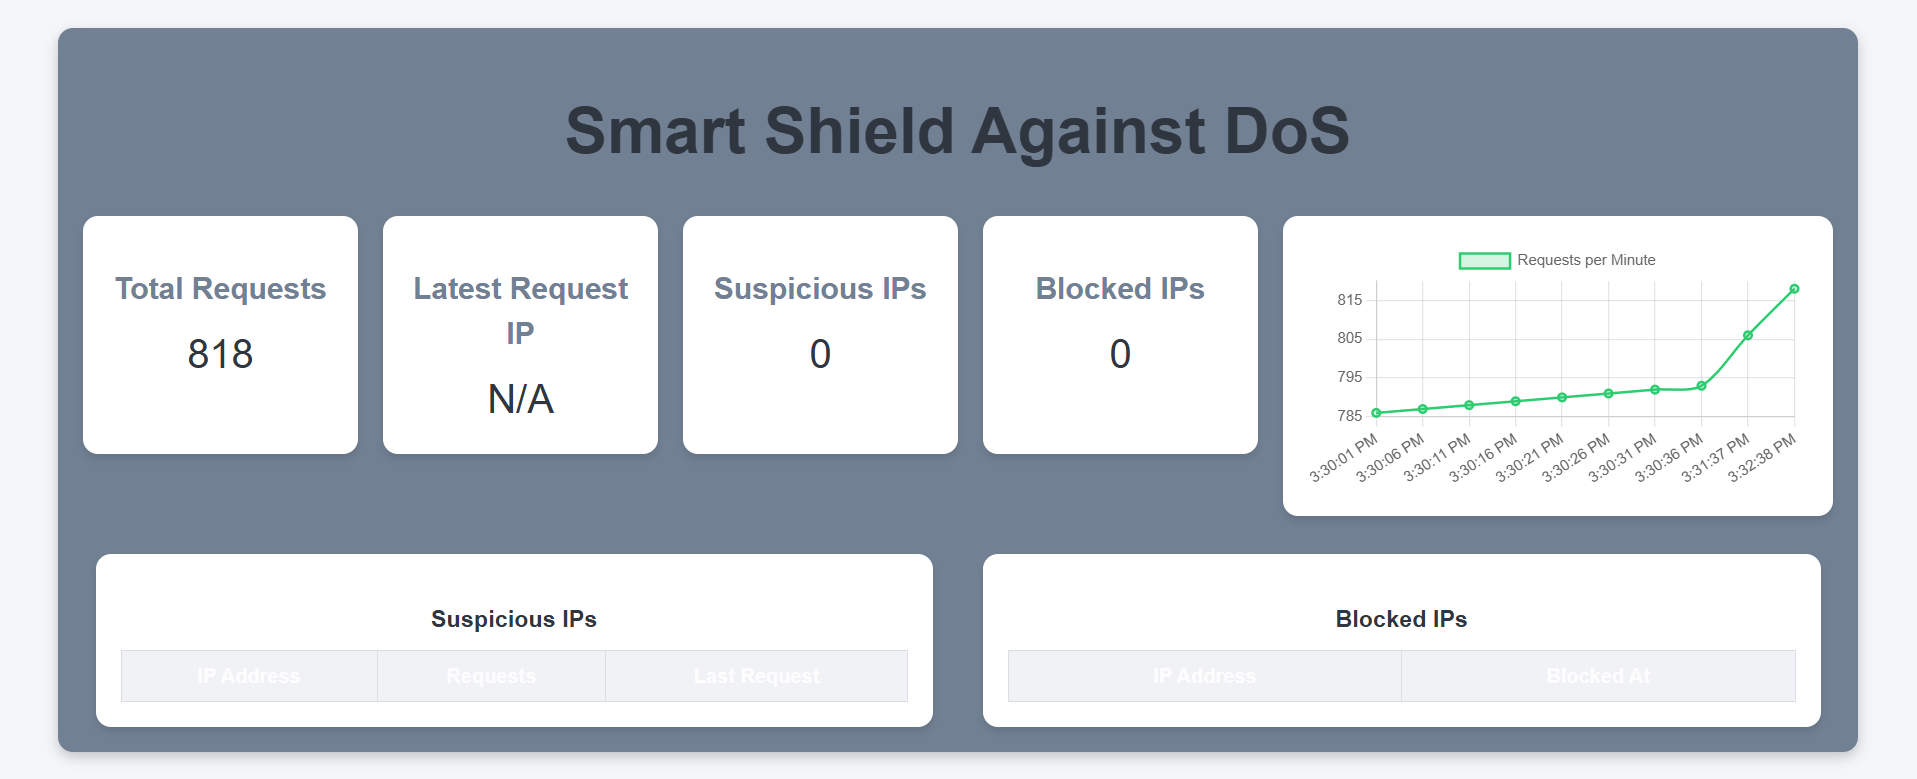 Smart Shield Against DoS
Total Requests
818
Latest Request
IP
N/A
Suspicious IPs
0
Blocked IPs
0
Requests per Minute
815
805
795
785
3:30:01 PM
3:30:06 PM
3:30:11 PM
3:30:16 PM
3:30:21 PM
3:30:26 PM
3:30:31 PM
3:30:36 PM
3:31:37 PM
3:32:38 PM
Suspicious IPs
IP Address Requests Last Request
Blocked IPs
IP Address Blocked At